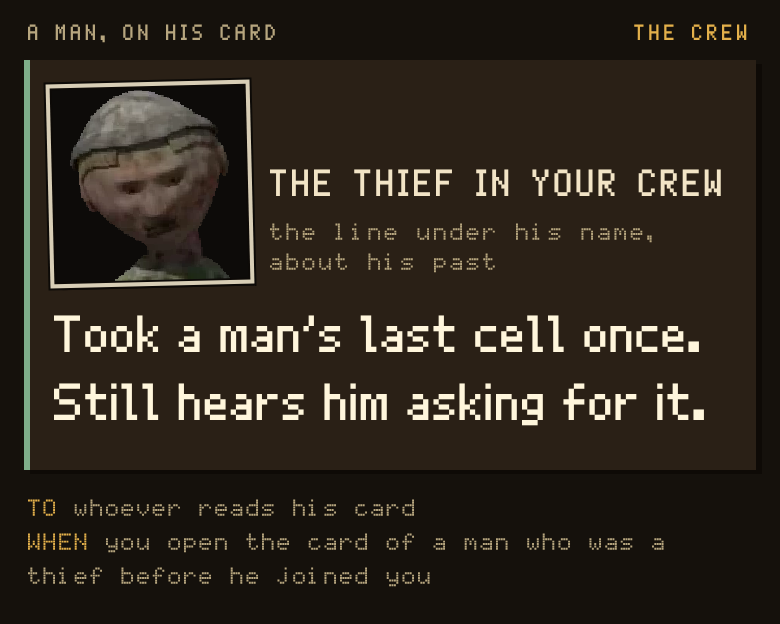 A MAN, ON HIS CARD
THE CREW
THE THIEF IN YOUR CREW
the line under his name,
about his past
Took a man's last cell once.
Still hears him asking for it.
TO whoever reads his card
WHEN you open the card of a man who was a
thief before he joined you